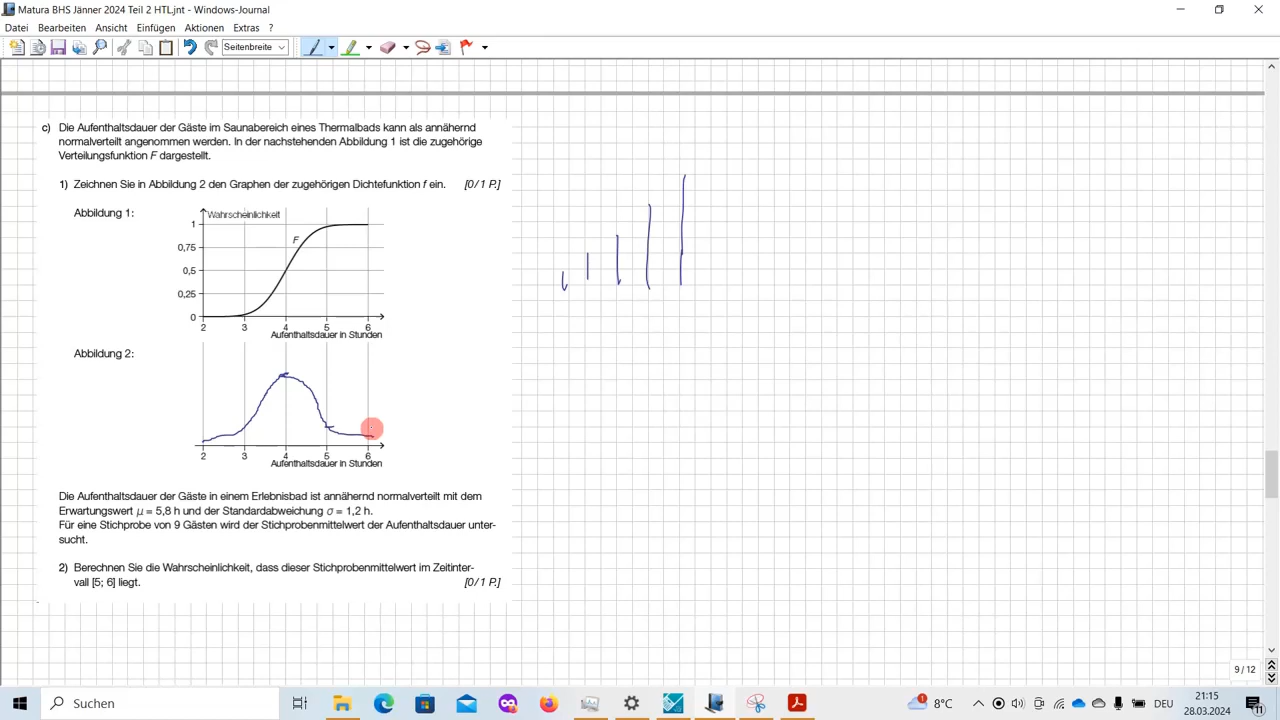 Matura BHS Jänner 2024 Teil 2 HTL.jnt - Windows-Journal
Datei Bearbeiten Ansicht Einfügen Aktionen Extras ?
Seitenbreite
c) Die Aufenthaltsdauer der Gäste im Saunabereich eines Thermalbads kann als annähernd
normalverteilt angenommen werden. In der nachstehenden Abbildung 1 ist die zugehörige
Verteilungsfunktion F dargestellt.
1) Zeichnen Sie in Abbildung 2 den Graphen der zugehörigen Dichtefunktion f ein. [0/1 P.]
Abbildung 1:
Wahrscheinlichkeit
1
F
0,75
0,5
0,25
0
2 3 4 5 6
Aufenthaltsdauer in Stunden
Abbildung 2:
2 3 4 5 6
Aufenthaltsdauer in Stunden
Die Aufenthaltsdauer der Gäste in einem Erlebnisbad ist annähernd normalverteilt mit dem
Erwartungswert μ = 5,8 h und der Standardabweichung σ = 1,2 h.
Für eine Stichprobe von 9 Gästen wird der Stichprobenmittelwert der Aufenthaltsdauer unter-
sucht.
2) Berechnen Sie die Wahrscheinlichkeit, dass dieser Stichprobenmittelwert im Zeitinter-
vall [5; 6] liegt. [0/1 P.]
9 / 12
Suchen
1
8°C
DEU
21:15
28.03.2024
11